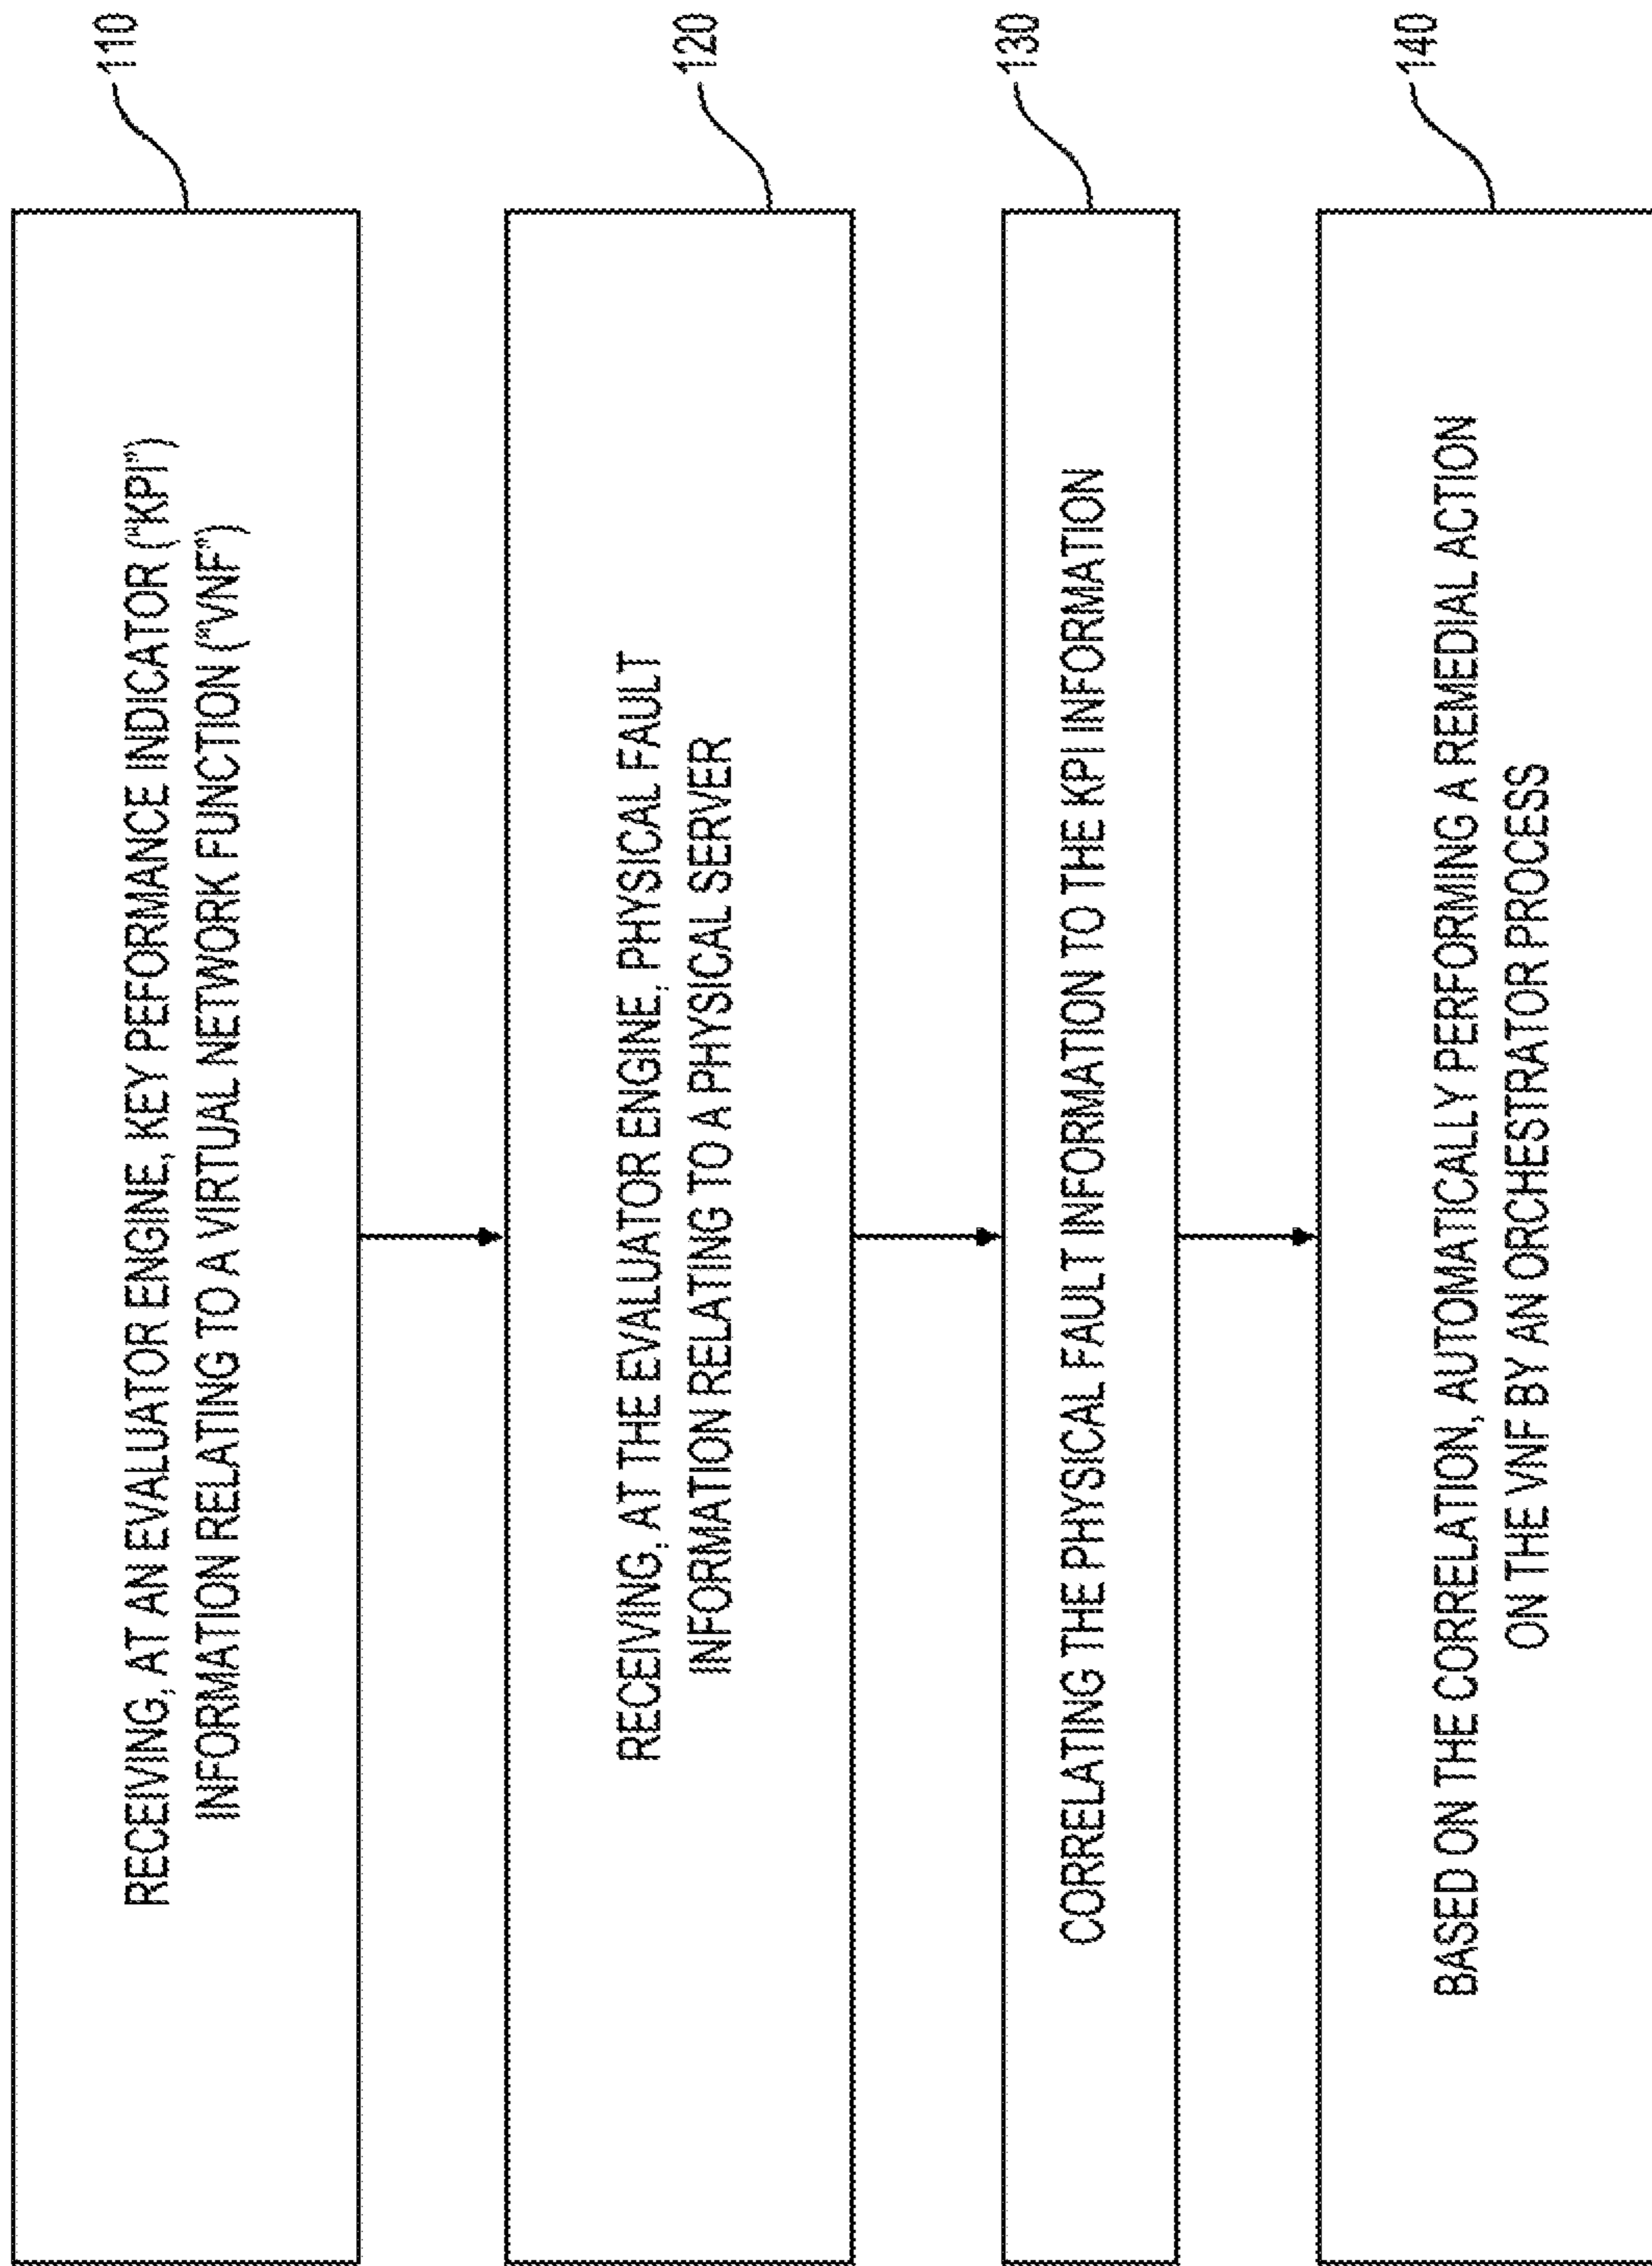 RECEIVING, AT AN EVALUATOR ENGINE, KEY PEFORMANCE INDICATOR ("KPI")
INFORMATION RELATING TO A VIRTUAL NETWORK FUNCTION ("VNF")
110
RECEIVING, AT THE EVALUATOR ENGINE, PHYSICAL FAULT
INFORMATION RELATING TO A PHYSICAL SERVER
120
CORRELATING THE PHYSICAL FAULT INFORMATION TO THE KPI INFORMATION
130
BASED ON THE CORRELATION, AUTOMATICALLY PERFORMING A REMEDIAL ACTION
ON THE VNF BY AN ORCHESTRATOR PROCESS
140